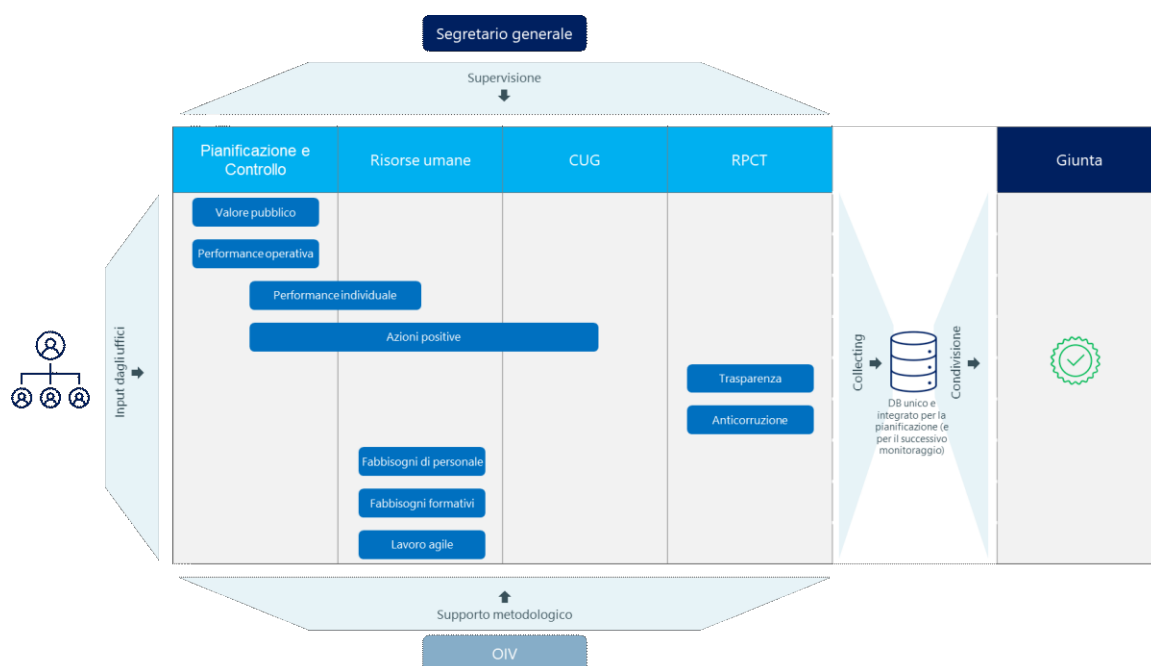 Segretario generale
Supervisione
Pianificazione e
Controllo
Risorse umane
CUG
RPCT
Giunta
Valore pubblico
Performance operativa
Performance individuale
Azioni positive
Trasparenza
Anticorruzione
Fabbisogni di personale
Fabbisogni formativi
Lavoro agile
Input dagli uffici
Collecting
Condivisione
DB unico e
integrato per la
pianificazione (e
per il successivo
monitoraggio)
Supporto metodologico
OIV